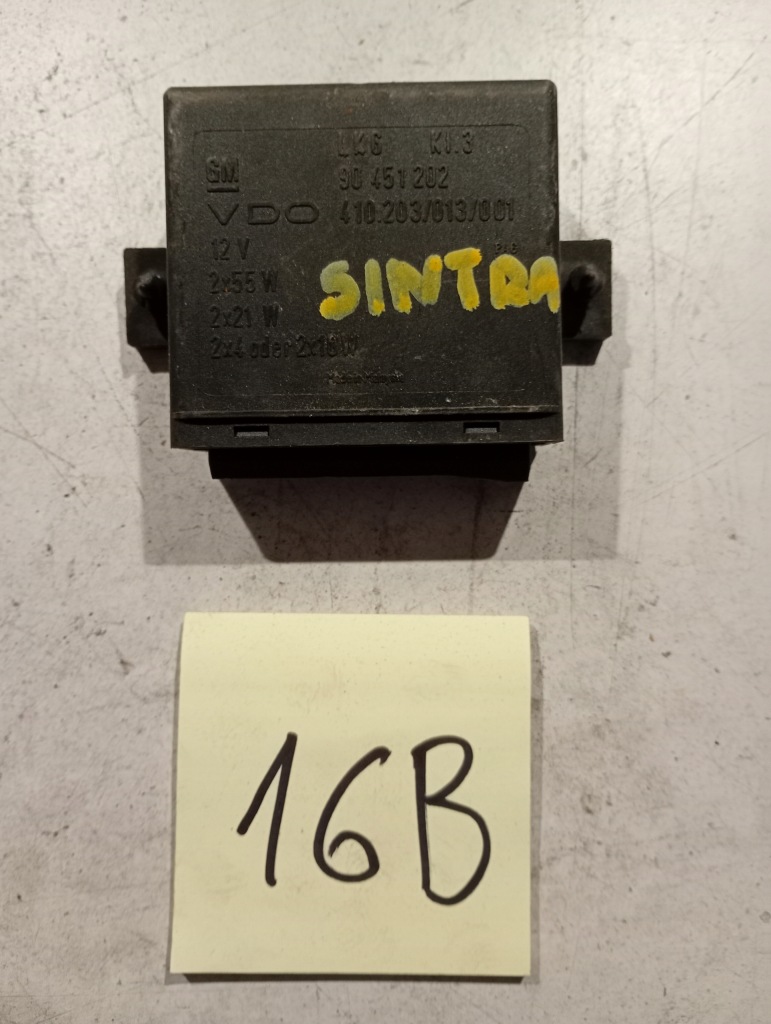 LKG Kl.3
GM
90 451 202
VDO 410.203/013/001
12 V
2x55 W
SINTRA
2x21 W
2x4 oder 2x18W
16B